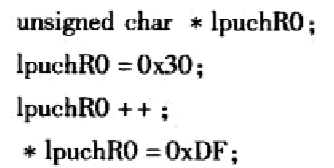 unsigned char * lpuchR0;
lpuchR0 = 0x30;
lpuchR0 ++ ;
* lpuchR0 = 0xDF;